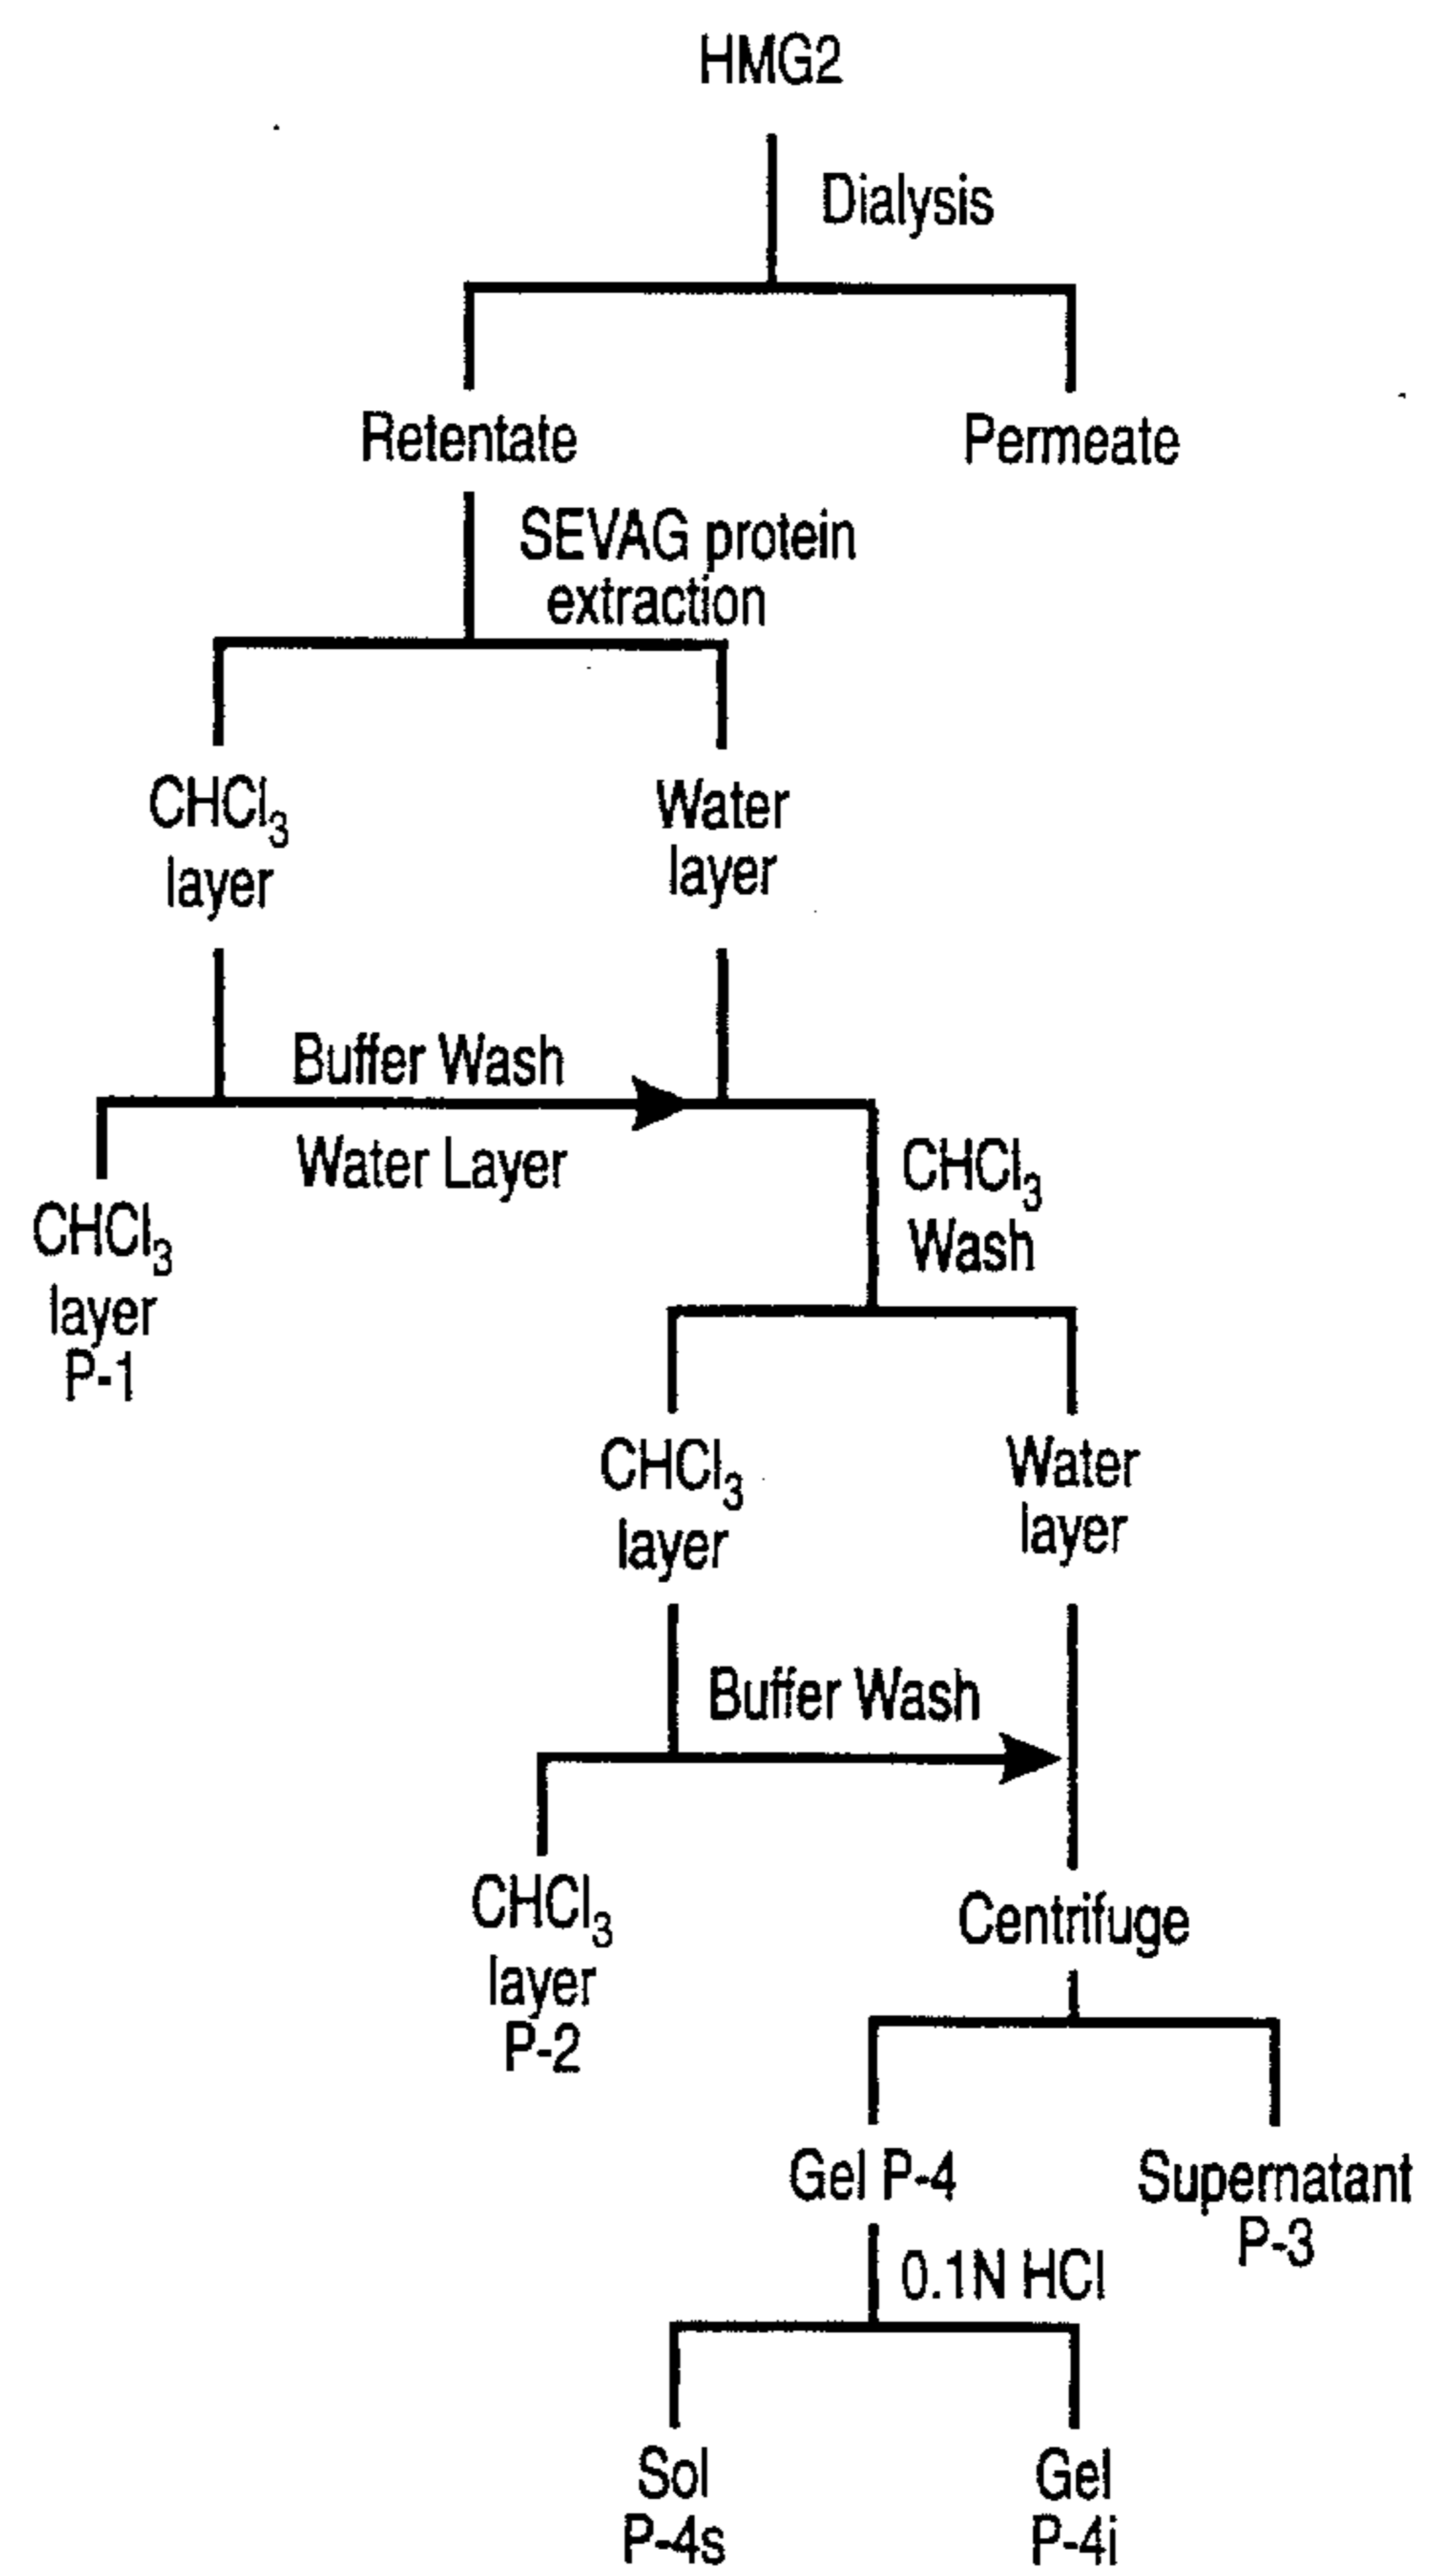 HMG2
Dialysis
Retentate
Permeate
SEVAG protein
extraction
CHCl3
layer
Water
layer
Buffer Wash
Water Layer
CHCl3
Wash
CHCl3
layer
P-1
CHCl3
layer
Water
layer
Buffer Wash
CHCl3
layer
P-2
Centrifuge
Gel P-4
Supernatant
P-3
0.1N HCl
Sol
P-4s
Gel
P-4i